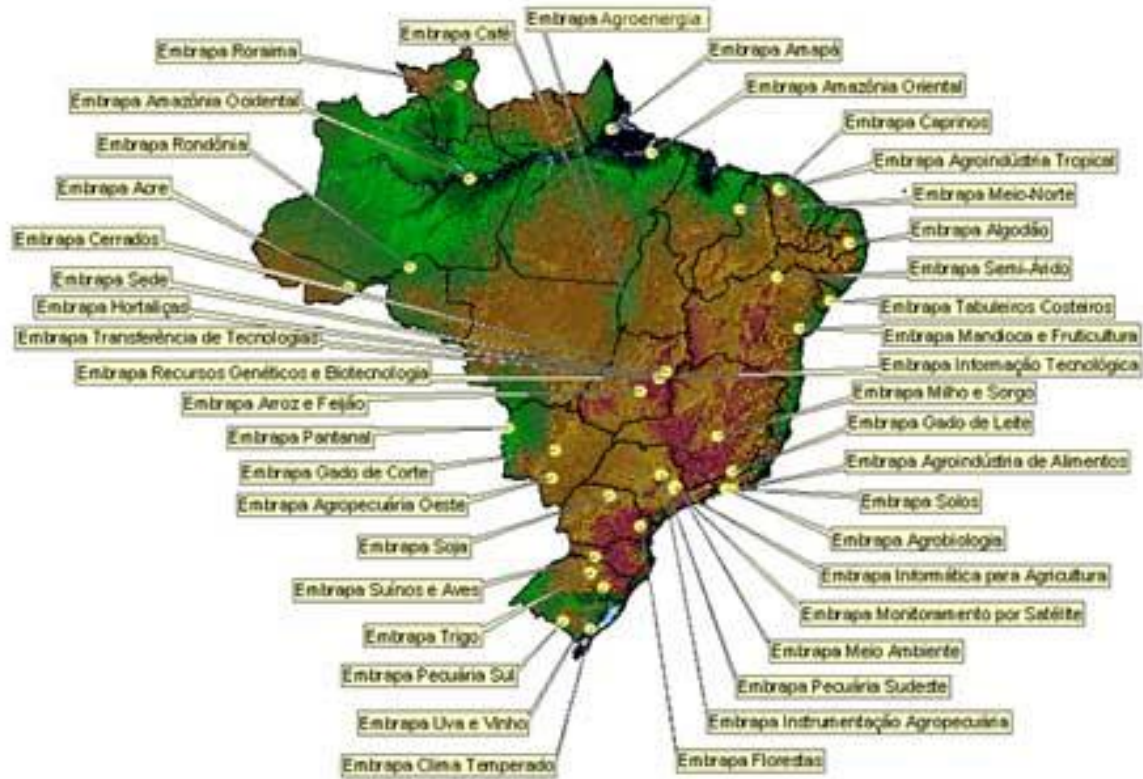 Embrapa Agroenergia
Embrapa Café
Embrapa Roraima
Embrapa Amapá
Embrapa Amazônia Oriental
Embrapa Amazônia Ocidental
Embrapa Caprinos
Embrapa Rondônia
Embrapa Agroindústria Tropical
Embrapa Acre
Embrapa Meio-Norte
Embrapa Algodão
Embrapa Cerrados
Embrapa Semi-Árido
Embrapa Sede
Embrapa Tabuleiros Costeiros
Embrapa Hortaliças
Embrapa Mandioca e Fruticultura
Embrapa Transferência de Tecnologias
Embrapa Informação Tecnológica
Embrapa Recursos Genéticos e Biotecnologia
Embrapa Milho e Sorgo
Embrapa Arroz e Feijão
Embrapa Gado de Leite
Embrapa Pantanal
Embrapa Agroindústria de Alimentos
Embrapa Gado de Corte
Embrapa Solos
Embrapa Agropecuária Oeste
Embrapa Agrobiologia
Embrapa Soja
Embrapa Informática para Agricultura
Embrapa Suínos e Aves
Embrapa Monitoramento por Satélite
Embrapa Trigo
Embrapa Meio Ambiente
Embrapa Pecuária Sul
Embrapa Pecuária Sudeste
Embrapa Uva e Vinho
Embrapa Instrumentação Agropecuária
Embrapa Clima Temperado
Embrapa Florestas